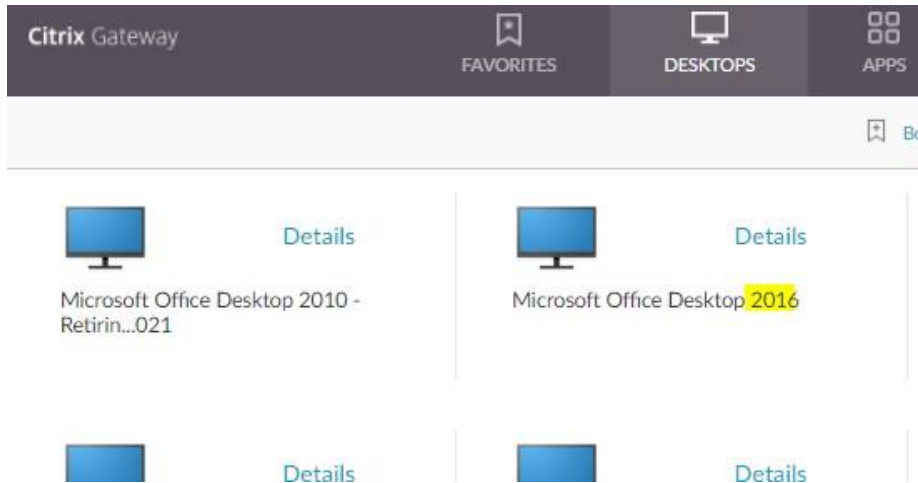 Citrix Gateway
FAVORITES
DESKTOPS
APPS
Details
Details
Microsoft Office Desktop 2010 -
Retirin...021
Microsoft Office Desktop 2016
Details
Details